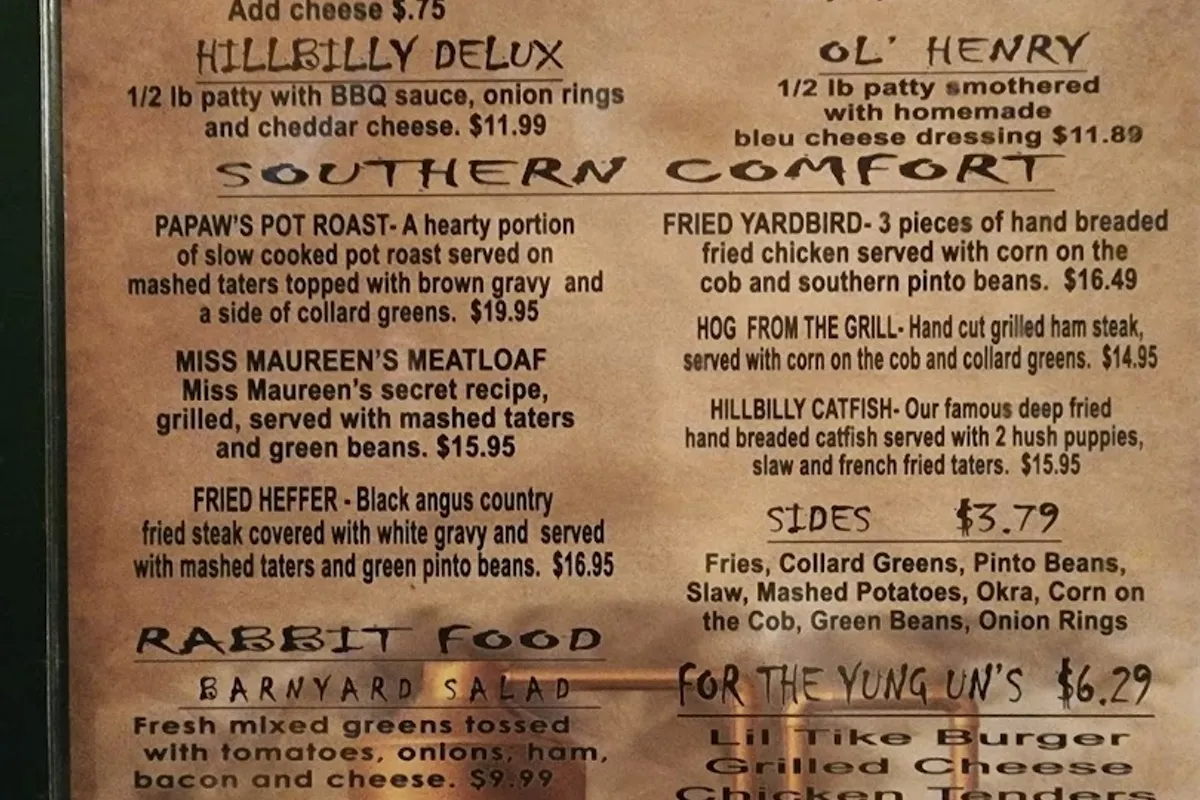 Add cheese $.75
HILLBILLY DELUX
1/2 lb patty with BBQ sauce, onion rings
and cheddar cheese. $11.99
OL' HENRY
1/2 lb patty smothered
with homemade
bleu cheese dressing $11.89
SOUTHERN COMFORT
PAPAW'S POT ROAST- A hearty portion
of slow cooked pot roast served on
mashed taters topped with brown gravy and
a side of collard greens. $19.95
MISS MAUREEN'S MEATLOAF
Miss Maureen's secret recipe,
grilled, served with mashed taters
and green beans. $15.95
FRIED HEFFER - Black angus country
fried steak covered with white gravy and served
with mashed taters and green pinto beans. $16.95
RABBIT FOOD
BARNYARD SALAD
Fresh mixed greens tossed
with tomatoes, onions, ham,
bacon and cheese. $9.99
FRIED YARDBIRD- 3 pieces of hand breaded
fried chicken served with corn on the
cob and southern pinto beans. $16.49
HOG FROM THE GRILL- Hand cut grilled ham steak,
served with corn on the cob and collard greens. $14.95
HILLBILLY CATFISH- Our famous deep fried
hand breaded catfish served with 2 hush puppies,
slaw and french fried taters. $15.95
SIDES $3.79
Fries, Collard Greens, Pinto Beans,
Slaw, Mashed Potatoes, Okra, Corn on
the Cob, Green Beans, Onion Rings
FOR THE YUNG UN'S $6.29
Lil Tike Burger
Grilled Cheese
Chicken Tenders